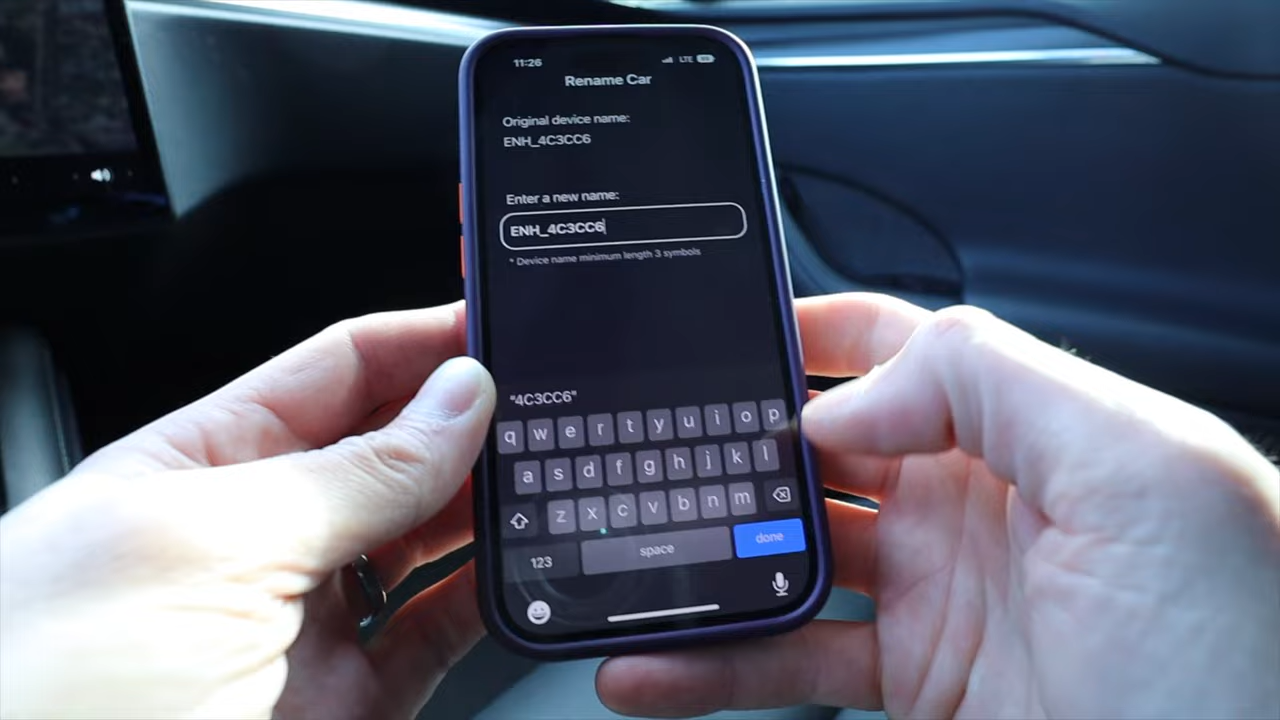 11:26
LTE
Rename Car
Original device name:
ENH_4C3CC6
Enter a new name:
ENH_4C3CC6
* Device name minimum length 3 symbols
"4C3CC6"
q w e r t y u i o p
a s d f g h j k l
z x c v b n m
123 space done